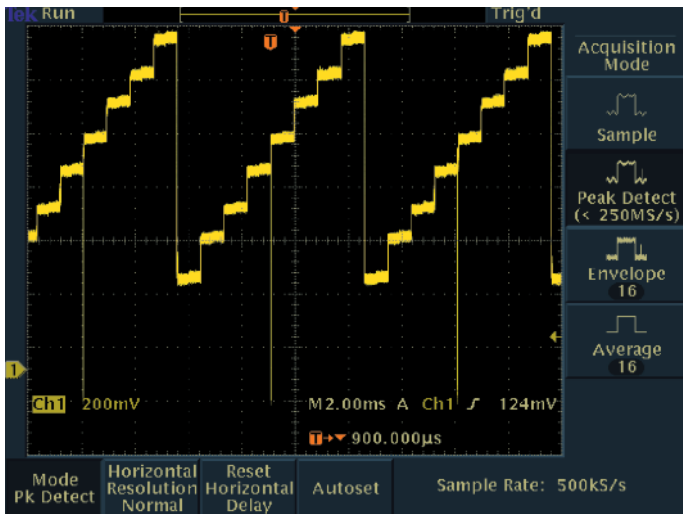 Tek Run Trig'd
T
T
Acquisition
Mode
Sample
Peak Detect
(< 250MS/s)
Envelope
16
Average
16
1
Ch1 200mV M2.00ms A Ch1 124mV
T 900.000μs
Mode
Pk Detect
Horizontal
Resolution
Normal
Reset
Horizontal
Delay
Autoset
Sample Rate: 500kS/s